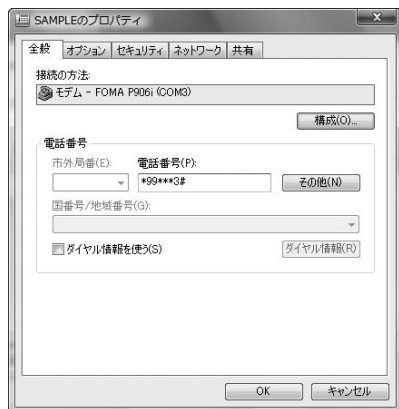 SAMPLEのプロパティ
全般 オプション セキュリティ ネットワーク 共有
接続の方法:
モデム - FOMA P906i (COM3)
構成(O)...
電話番号
市外局番(E): 電話番号(P):
*99***3# その他(N)
国番号/地域番号(G):
ダイヤル情報を使う(S) ダイヤル情報(R)
OK キャンセル